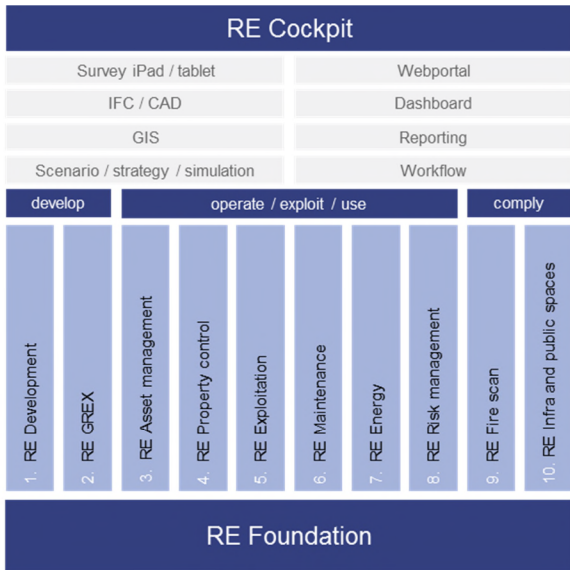 RE Cockpit
Survey iPad / tablet
Webportal
IFC / CAD
Dashboard
GIS
Reporting
Scenario / strategy / simulation
Workflow
develop
operate / exploit / use
comply
1. RE Development
2. RE GREX
3. RE Asset management
4. RE Property control
5. RE Exploitation
6. RE Maintenance
7. RE Energy
8. RE Risk management
9. RE Fire scan
10. RE Infra and public spaces
RE Foundation